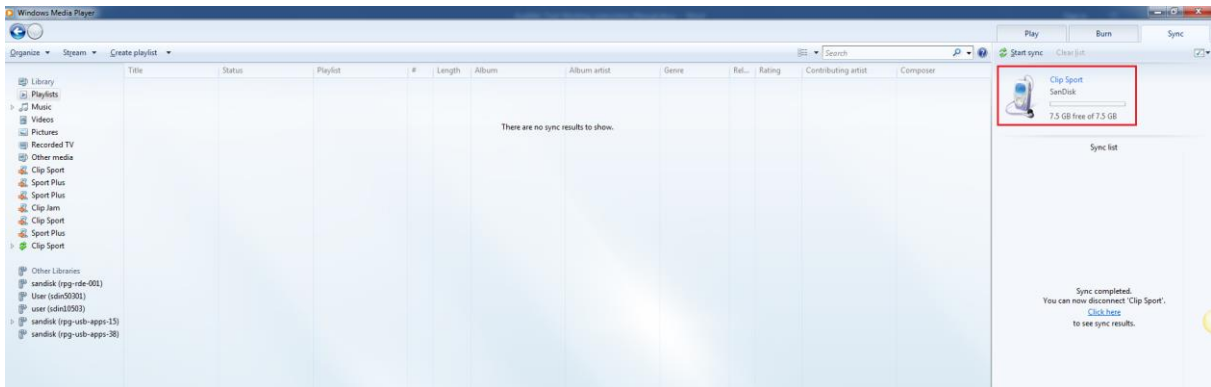 Windows Media Player
Play Burn Sync
Organize Stream Create playlist Search Start sync Clear list
Title Status Playlist # Length Album Album artist Genre Rel... Rating Contributing artist Composer
Library
Playlists
Music
Videos
Pictures
Recorded TV
Other media
Clip Sport
Sport Plus
Sport Plus
Clip Jam
Clip Sport
Sport Plus
Clip Sport
Other Libraries
sandisk (rpg-rde-001)
User (sdin50301)
user (sdin10503)
sandisk (rpg-usb-apps-15)
sandisk (rpg-usb-apps-38)
There are no sync results to show.
Clip Sport
SanDisk
7.5 GB free of 7.5 GB
Sync list
Sync completed.
You can now disconnect 'Clip Sport'.
Click here
to see sync results.